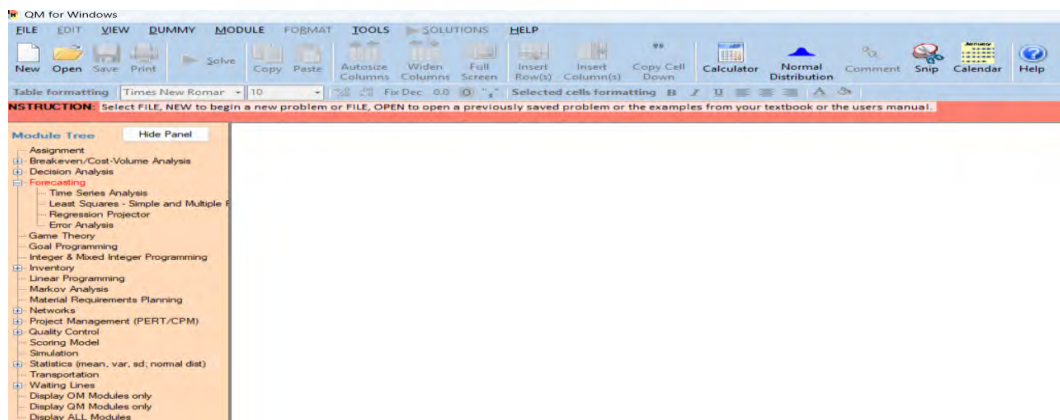 QM for Windows
FILE EDIT VIEW DUMMY MODULE FORMAT TOOLS SOLUTIONS HELP
New Open Save Print Solve Copy Paste Autosize Columns Widen Columns Full Screen Insert Row(s) Insert Column(s) Copy Cell Down Calculator Normal Distribution Comment Snip January Calendar Help
Table formatting Times New Romar 10 Fix Dec 0.0 Selected cells formatting B I U A
NSTRUCTION: Select FILE, NEW to begin a new problem or FILE, OPEN to open a previously saved problem or the examples from your textbook or the users manual.
Module Tree Hide Panel
Assignment
Breakeven/Cost-Volume Analysis
Decision Analysis
Forecasting
Time Series Analysis
Least Squares - Simple and Multiple F
Regression Projector
Error Analysis
Game Theory
Goal Programming
Integer & Mixed Integer Programming
Inventory
Linear Programming
Markov Analysis
Material Requirements Planning
Networks
Project Management (PERT/CPM)
Quality Control
Scoring Model
Simulation
Statistics (mean, var, sd; normal dist)
Transportation
Waiting Lines
Display OM Modules only
Display QM Modules only
Display ALL Modules